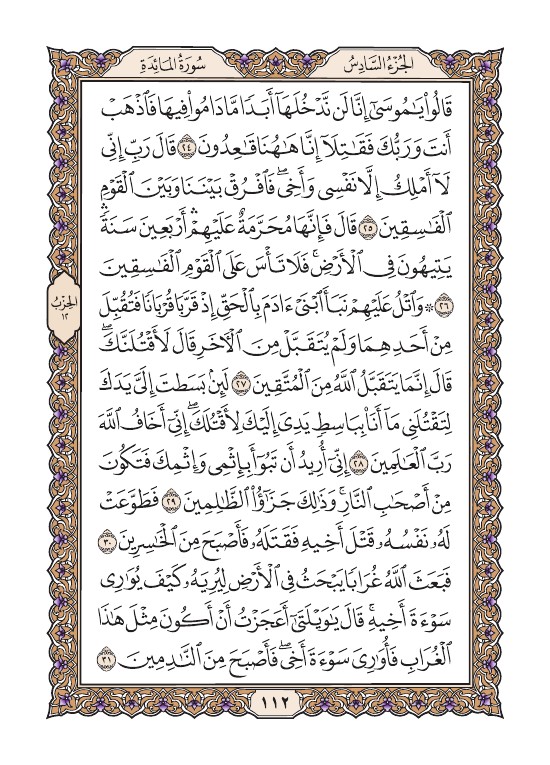 سُورَةُ المَائِدَةِ
الجُزْءُ السَّادِسُ
قَالُواْ يَٰمُوسَىٰٓ إِنَّا لَن نَّدْخُلَهَآ أَبَدٗا مَّا دَامُواْ فِيهَا فَٱذْهَبْ
أَنتَ وَرَبُّكَ فَقَٰتِلَآ إِنَّا هَٰهُنَا قَٰعِدُونَ ٢٤ قَالَ رَبِّ إِنِّي
لَآ أَمْلِكُ إِلَّا نَفْسِي وَأَخِيۖ فَٱفْرُقْ بَيْنَنَا وَبَيْنَ ٱلْقَوْمِ
ٱلْفَٰسِقِينَ ٢٥ قَالَ فَإِنَّهَا مُحَرَّمَةٌ عَلَيْهِمْۛ أَرْبَعِينَ سَنَةٗۛ
يَتِيهُونَ فِي ٱلْأَرْضِۚ فَلَا تَأْسَ عَلَى ٱلْقَوْمِ ٱلْفَٰسِقِينَ
٢٦ ۞ وَٱتْلُ عَلَيْهِمْ نَبَأَ ٱبْنَيْ ءَادَمَ بِٱلْحَقِّ إِذْ قَرَّبَا قُرْبَانٗا فَتُقُبِّلَ
مِنْ أَحَدِهِمَا وَلَمْ يُتَقَبَّلْ مِنَ ٱلْأٓخَرِ قَالَ لَأَقْتُلَنَّكَۖ
قَالَ إِنَّمَا يَتَقَبَّلُ ٱللَّهُ مِنَ ٱلْمُتَّقِينَ ٢٧ لَئِنۢ بَسَطتَ إِلَيَّ يَدَكَ
لِتَقْتُلَنِي مَآ أَنَا۠ بِبَاسِطٖ يَدِيَ إِلَيْكَ لِأَقْتُلَكَۖ إِنِّيٓ أَخَافُ ٱللَّهَ
رَبَّ ٱلْعَٰلَمِينَ ٢٨ إِنِّيٓ أُرِيدُ أَن تَبُوٓأَ بِإِثْمِي وَإِثْمِكَ فَتَكُونَ
مِنْ أَصْحَٰبِ ٱلنَّارِۚ وَذَٰلِكَ جَزَٰٓؤُاْ ٱلظَّٰلِمِينَ ٢٩ فَطَوَّعَتْ
لَهُۥ نَفْسُهُۥ قَتْلَ أَخِيهِ فَقَتَلَهُۥ فَأَصْبَحَ مِنَ ٱلْخَٰسِرِينَ ٣٠
فَبَعَثَ ٱللَّهُ غُرَابٗا يَبْحَثُ فِي ٱلْأَرْضِ لِيُرِيَهُۥ كَيْفَ يُوَٰرِي
سَوْءَةَ أَخِيهِۚ قَالَ يَٰوَيْلَتَىٰٓ أَعَجَزْتُ أَنْ أَكُونَ مِثْلَ هَٰذَا
ٱلْغُرَابِ فَأُوَٰرِيَ سَوْءَةَ أَخِيۖ فَأَصْبَحَ مِنَ ٱلنَّٰدِمِينَ ٣١
الحِزْبُ
١٢
١١٢